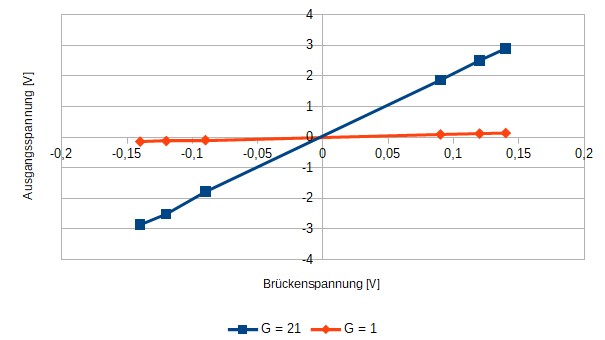 4
3
2
1
0
-0,2 -0,15 -0,1 -0,05 0 0,05 0,1 0,15 0,2
-1
-2
-3
-4
Ausgangsspannung [V]
Brückenspannung [V]
G = 21 G = 1